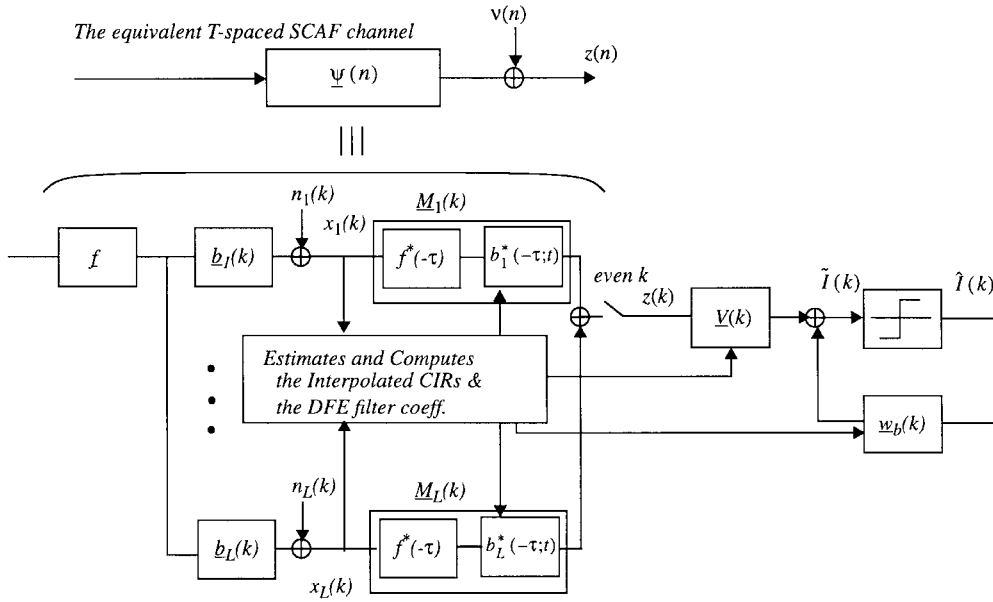 ν(n)
The equivalent T-spaced SCAF channel
z(n)
ψ(n)
n1(k)
M1(k)
x1(k)
f
b1(k)
f*(-τ)
b1*(-τ;t)
even k
z(k)
Ĩ(k)
Î(k)
V(k)
Estimates and Computes
the Interpolated CIRs &
the DFE filter coeff.
wb(k)
nL(k)
ML(k)
bL(k)
f*(-τ)
bL*(-τ;t)
xL(k)